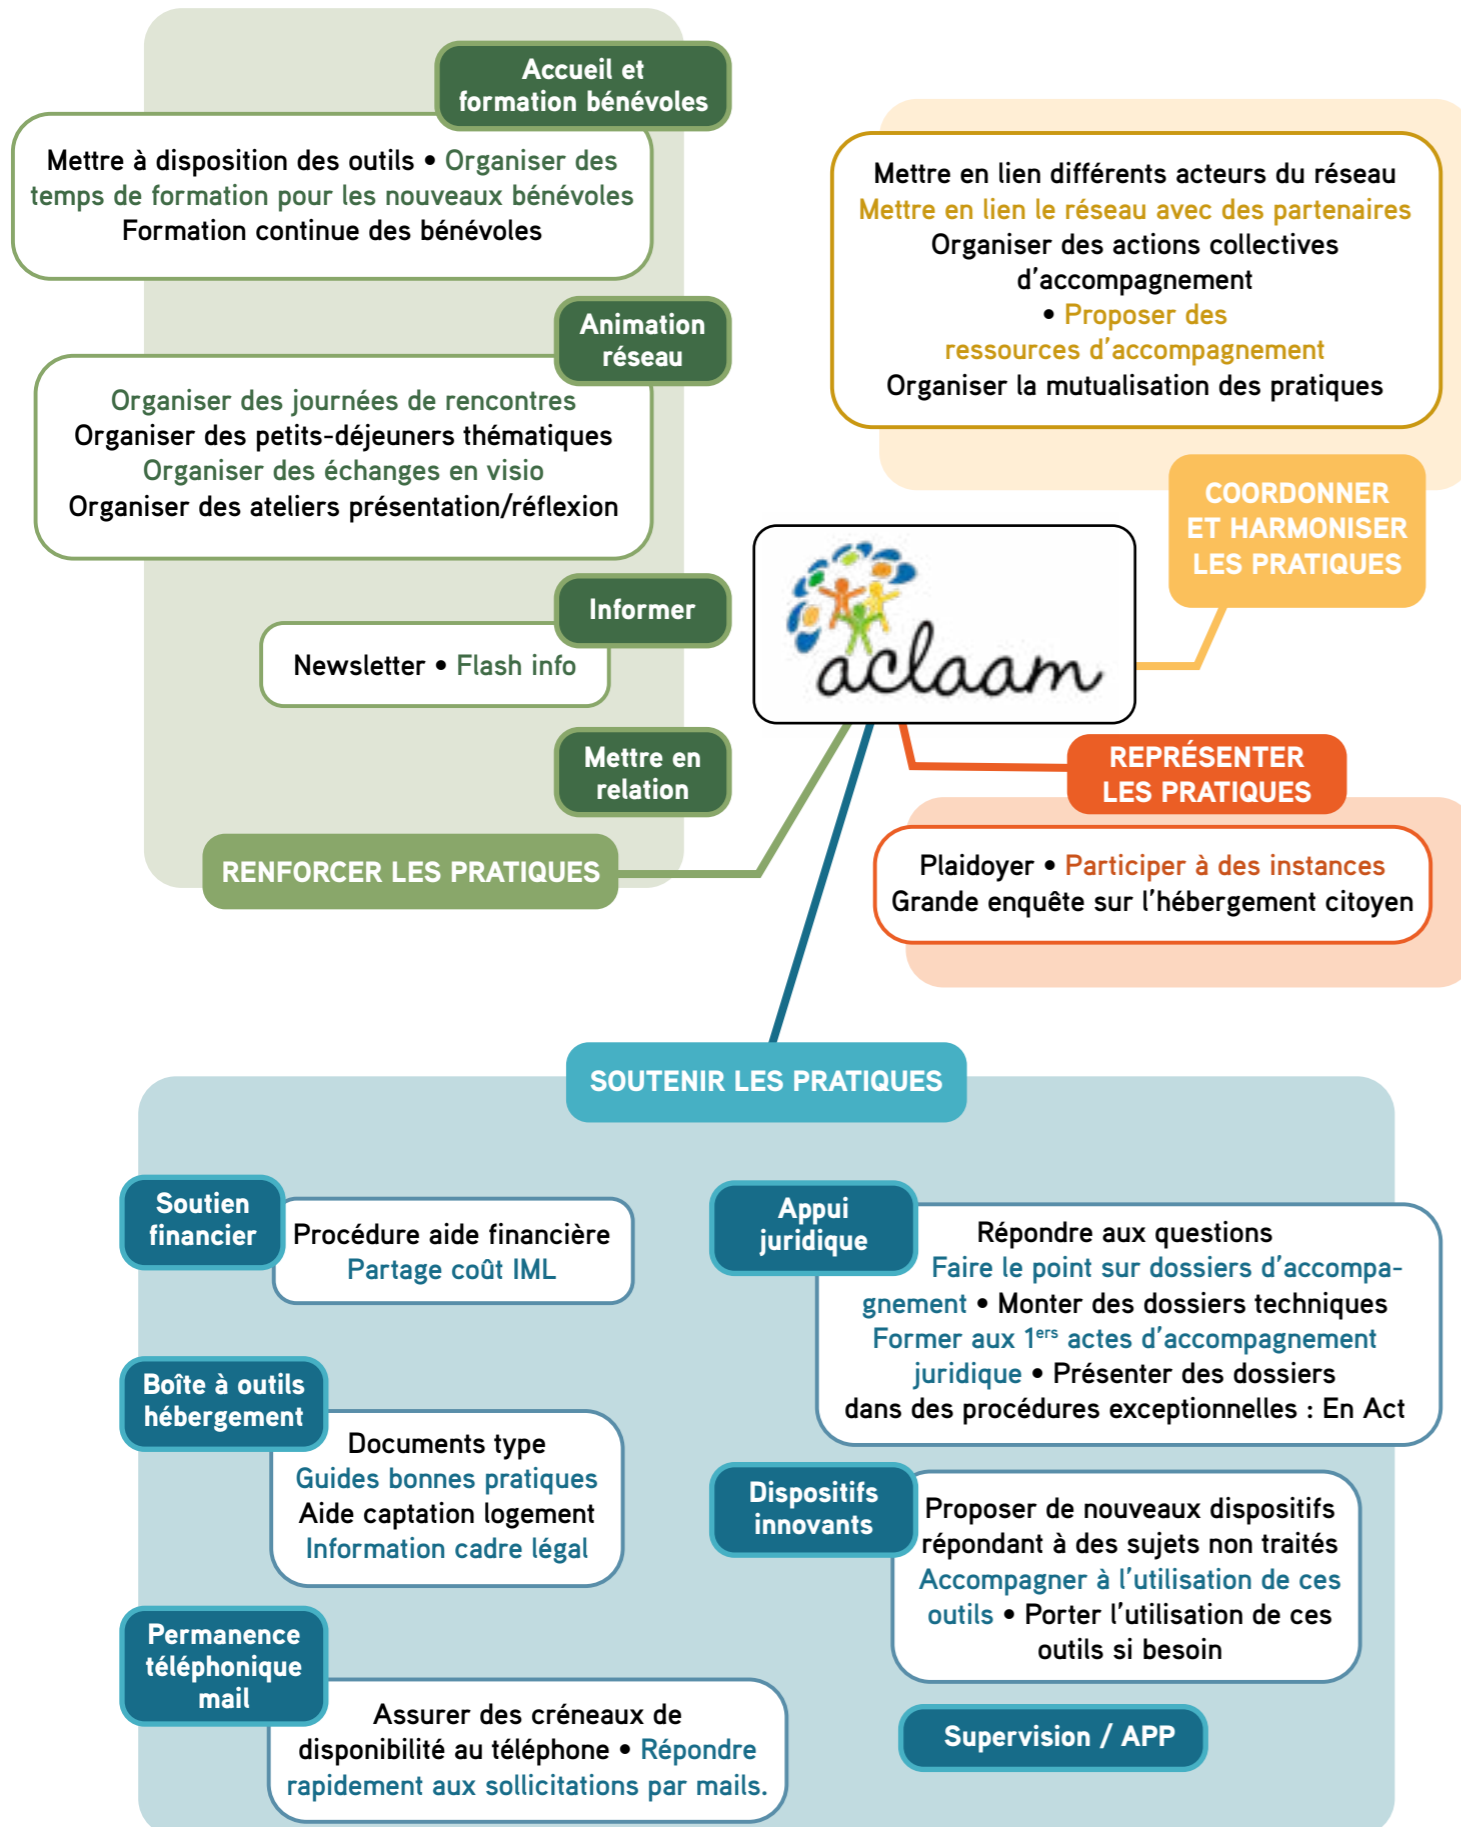 Accueil et
formation bénévoles
Mettre à disposition des outils • Organiser des
temps de formation pour les nouveaux bénévoles
Formation continue des bénévoles
Animation
réseau
Organiser des journées de rencontres
Organiser des petits-déjeuners thématiques
Organiser des échanges en visio
Organiser des ateliers présentation/réflexion
Informer
Newsletter • Flash info
Mettre en
relation
RENFORCER LES PRATIQUES
Mettre en lien différents acteurs du réseau
Mettre en lien le réseau avec des partenaires
Organiser des actions collectives
d’accompagnement
• Proposer des
ressources d’accompagnement
Organiser la mutualisation des pratiques
COORDONNER
ET HARMONISER
LES PRATIQUES
aclaam
REPRÉSENTER
LES PRATIQUES
Plaidoyer • Participer à des instances
Grande enquête sur l’hébergement citoyen
SOUTENIR LES PRATIQUES
Soutien
financier
Procédure aide financière
Partage coût IML
Boîte à outils
hébergement
Documents type
Guides bonnes pratiques
Aide captation logement
Information cadre légal
Permanence
téléphonique
mail
Assurer des créneaux de
disponibilité au téléphone • Répondre
rapidement aux sollicitations par mails.
Appui
juridique
Répondre aux questions
Faire le point sur dossiers d’accompa-
gnement • Monter des dossiers techniques
Former aux 1ers actes d’accompagnement
juridique • Présenter des dossiers
dans des procédures exceptionnelles : En Act
Dispositifs
innovants
Proposer de nouveaux dispositifs
répondant à des sujets non traités
Accompagner à l’utilisation de ces
outils • Porter l’utilisation de ces
outils si besoin
Supervision / APP